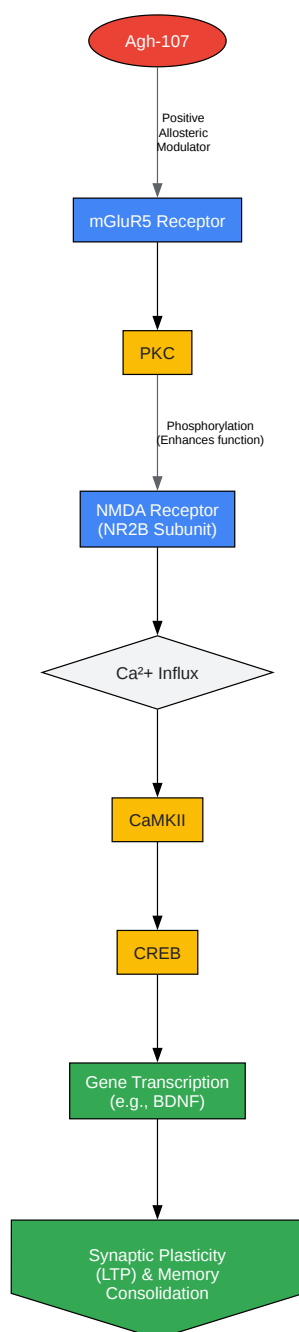 Agh-107
Positive
Allosteric
Modulator
mGluR5 Receptor
PKC
Phosphorylation
(Enhances function)
NMDA Receptor
(NR2B Subunit)
Ca²+ Influx
CaMKII
CREB
Gene Transcription
(e.g., BDNF)
Synaptic Plasticity
(LTP) & Memory
Consolidation